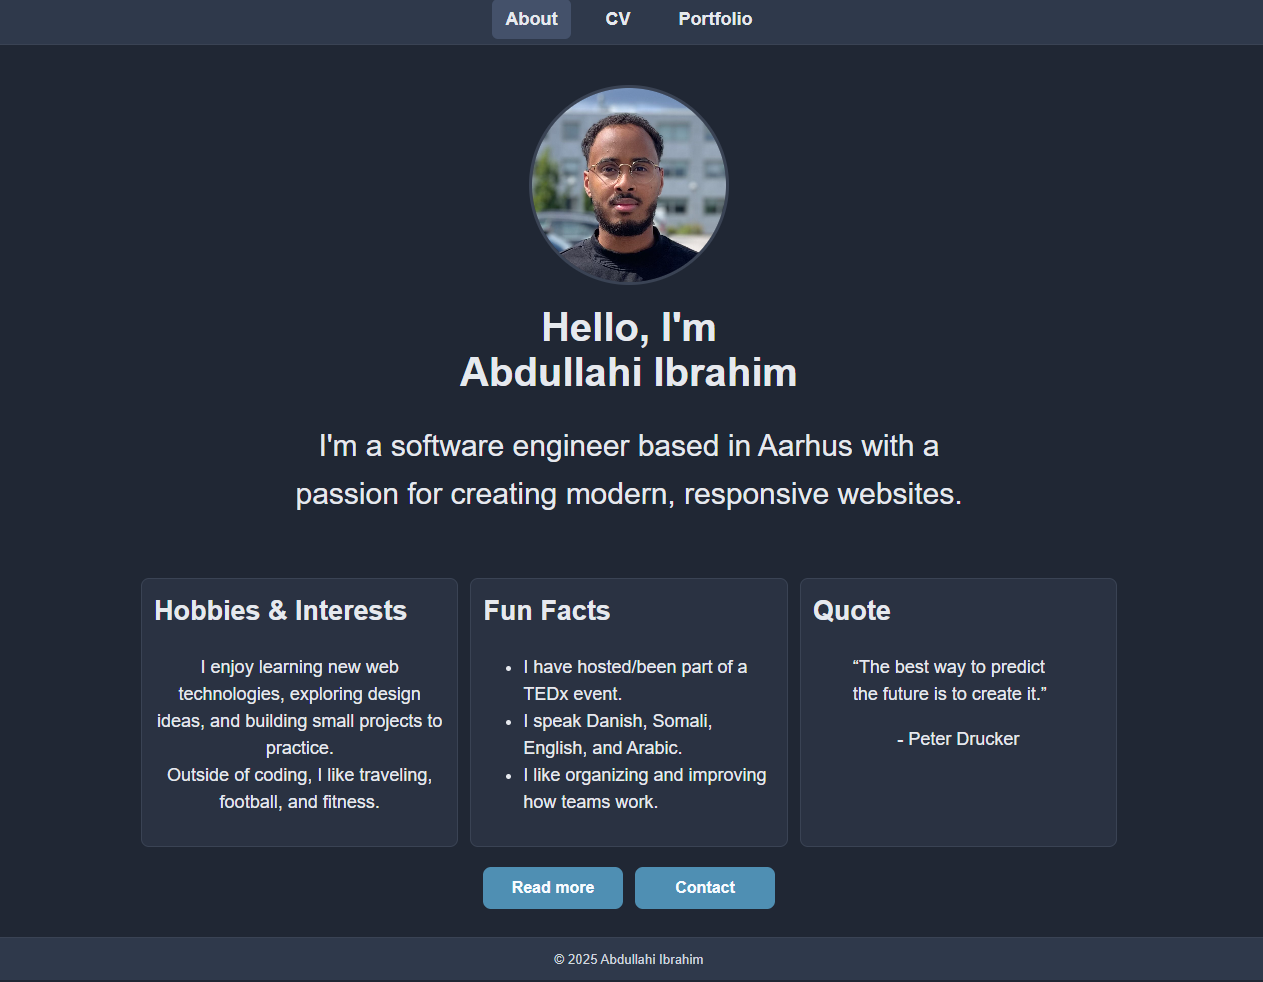 About CV Portfolio
Hello, I'm
Abdullahi Ibrahim
I'm a software engineer based in Aarhus with a
passion for creating modern, responsive websites.
Hobbies & Interests
I enjoy learning new web
technologies, exploring design
ideas, and building small projects to
practice.
Outside of coding, I like traveling,
football, and fitness.
Fun Facts
• I have hosted/been part of a
TEDx event.
• I speak Danish, Somali,
English, and Arabic.
• I like organizing and improving
how teams work.
Quote
“The best way to predict
the future is to create it.”
- Peter Drucker
Read more Contact
© 2025 Abdullahi Ibrahim